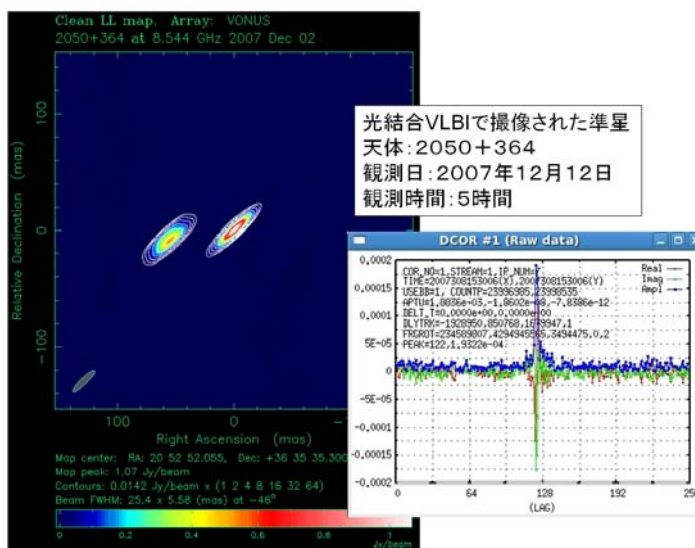 Clean LL map. Array: VONUS
2050+364 at 8.544 GHz 2007 Dec 02
光結合VLBIで撮像された準星
天体:2050+364
観測日:2007年12月12日
観測時間:5時間
Relative Declination (mas)
100
0
-100
100
0
Right Ascension (mas)
Map center: RA: 20 52 52.055, Dec: +36 35 35.300
Map peak: 1.07 Jy/beam
Contours: 0.0142 Jy/beam x (1 2 4 8 16 32 64
Beam FWHM: 25.4 x 5.58 (mas) at -46°
0
0.2
0.4
0.6
0.8
1
Jy/beam
DCOR #1 (Raw data)
COR_NO=1,STREAM=1,IP_NUM=
TIME=2007308153006(X),2007308153006(Y)
USEBB=1, COUNTP=23996985,23998535
DELT_T=0.0000e+00,0.0000e+00
PEAK=122,1.9322e-04
Real
Imag
Ampl
0.0002
0.00015
0.0001
5E-05
0
-5E-05
-0.0001
-0.00015
-0.0002
0
64
128
192
(LAG)